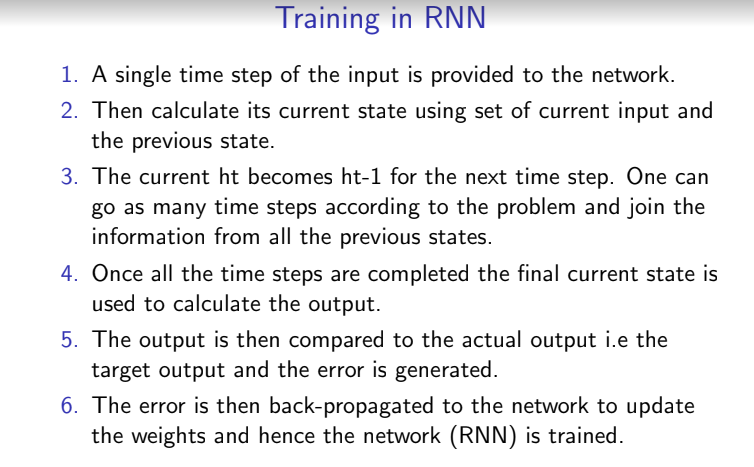 Training in RNN
1. A single time step of the input is provided to the network.
2. Then calculate its current state using set of current input and
the previous state.
3. The current ht becomes ht-1 for the next time step. One can
go as many time steps according to the problem and join the
information from all the previous states.
4. Once all the time steps are completed the final current state is
used to calculate the output.
5. The output is then compared to the actual output i.e the
target output and the error is generated.
6. The error is then back-propagated to the network to update
the weights and hence the network (RNN) is trained.